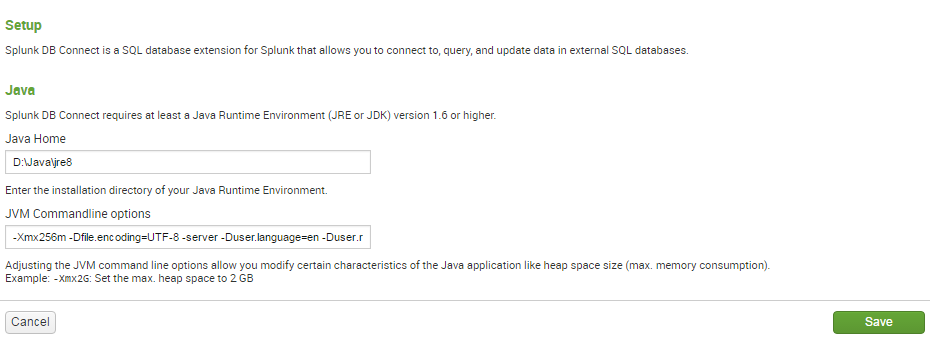 Setup
Splunk DB Connect is a SQL database extension for Splunk that allows you to connect to, query, and update data in external SQL databases.
Java
Splunk DB Connect requires at least a Java Runtime Environment (JRE or JDK) version 1.6 or higher.
Java Home
D:\Java\jre8
Enter the installation directory of your Java Runtime Environment.
JVM Commandline options
-Xmx256m -Dfile.encoding=UTF-8 -server -Duser.language=en -Duser.r
Adjusting the JVM command line options allow you modify certain characteristics of the Java application like heap space size (max. memory consumption).
Example: -Xmx2G: Set the max. heap space to 2 GB
Cancel
Save